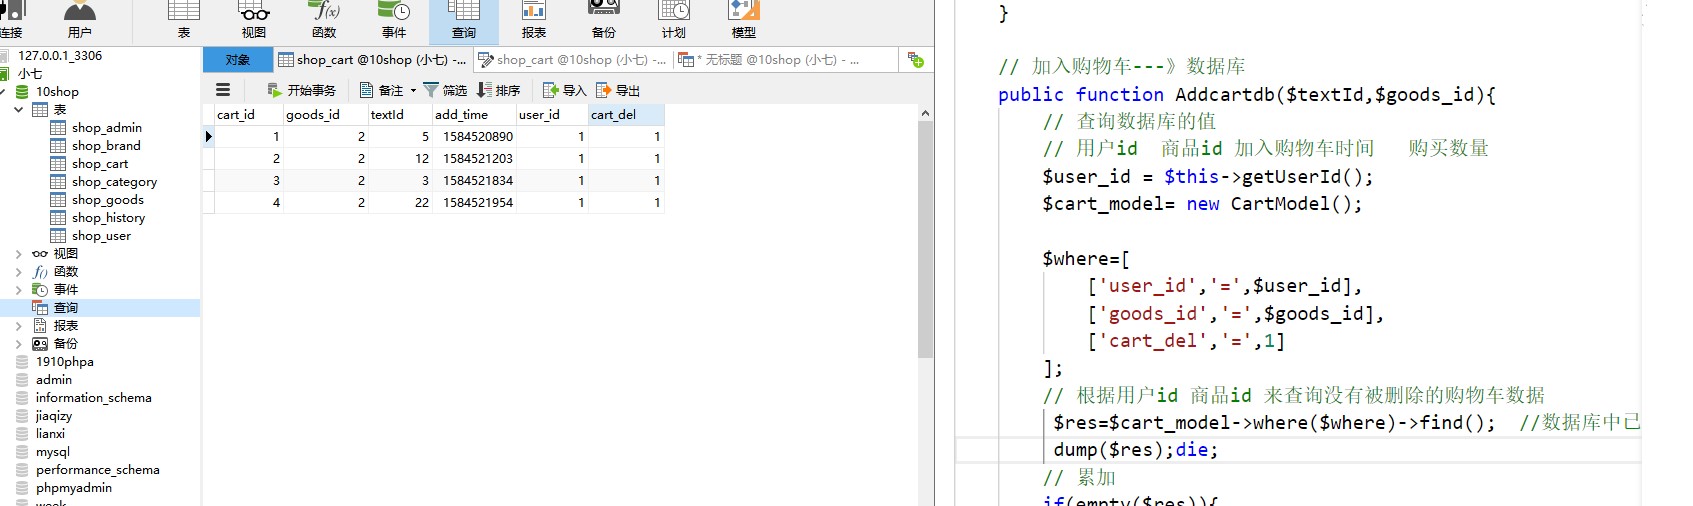 连接 用户 表 视图 函数 事件 查询 报表 备份 计划 模型
127.0.0.1_3306
小七
10shop
表
shop_admin
shop_brand
shop_cart
shop_category
shop_goods
shop_history
shop_user
视图
函数
事件
查询
报表
备份
1910phpa
admin
information_schema
jiaqizy
lianxi
mysql
performance_schema
phpmyadmin
week
对象 shop_cart @10shop (小七) -... shop_cart @10shop (小七) -... * 无标题 @10shop (小七) - ...
开始事务 备注 筛选 排序 导入 导出
cart_id goods_id textId add_time user_id cart_del
1 2 5 1584520890 1 1
2 2 12 1584521203 1 1
3 2 3 1584521834 1 1
4 2 22 1584521954 1 1
}
// 加入购物车---》数据库
public function Addcartdb($textId,$goods_id){
// 查询数据库的值
// 用户id 商品id 加入购物车时间 购买数量
$user_id = $this->getUserId();
$cart_model= new CartModel();
$where=[
['user_id','=',$user_id],
['goods_id','=',$goods_id],
['cart_del','=',1]
];
// 根据用户id 商品id 来查询没有被删除的购物车数据
$res=$cart_model->where($where)->find(); //数据库中已
dump($res);die;
// 累加
if(empty($res)){